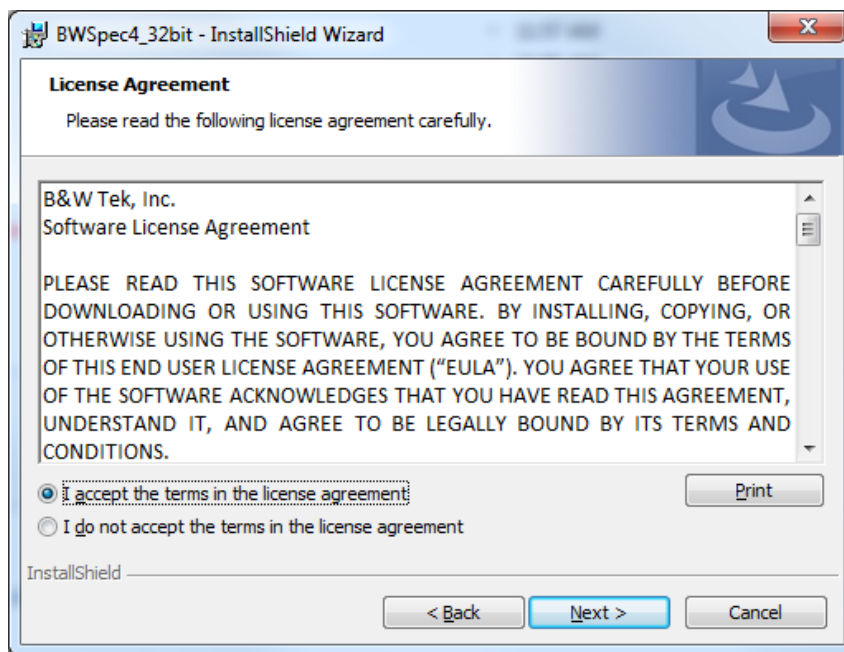 BWSpec4_32bit - InstallShield Wizard
License Agreement
Please read the following license agreement carefully.
B&W Tek, Inc.
Software License Agreement
PLEASE READ THIS SOFTWARE LICENSE AGREEMENT CAREFULLY BEFORE
DOWNLOADING OR USING THIS SOFTWARE. BY INSTALLING, COPYING, OR
OTHERWISE USING THE SOFTWARE, YOU AGREE TO BE BOUND BY THE TERMS
OF THIS END USER LICENSE AGREEMENT (“EULA”). YOU AGREE THAT YOUR USE
OF THE SOFTWARE ACKNOWLEDGES THAT YOU HAVE READ THIS AGREEMENT,
UNDERSTAND IT, AND AGREE TO BE LEGALLY BOUND BY ITS TERMS AND
CONDITIONS.
I accept the terms in the license agreement
Print
I do not accept the terms in the license agreement
InstallShield
< Back
Next >
Cancel